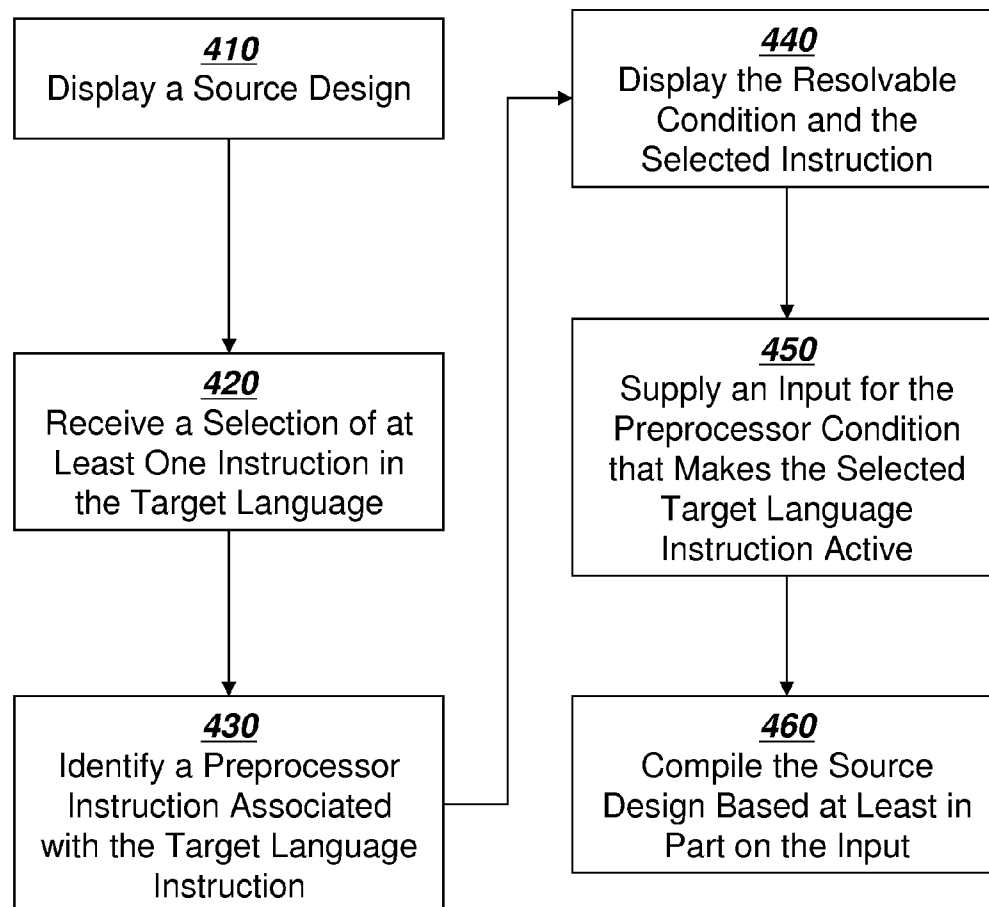 410
Display a Source Design
420
Receive a Selection of at
Least One Instruction in
the Target Language
430
Identify a Preprocessor
Instruction Associated
with the Target Language
Instruction
440
Display the Resolvable
Condition and the
Selected Instruction
450
Supply an Input for the
Preprocessor Condition
that Makes the Selected
Target Language
Instruction Active
460
Compile the Source
Design Based at Least in
Part on the Input